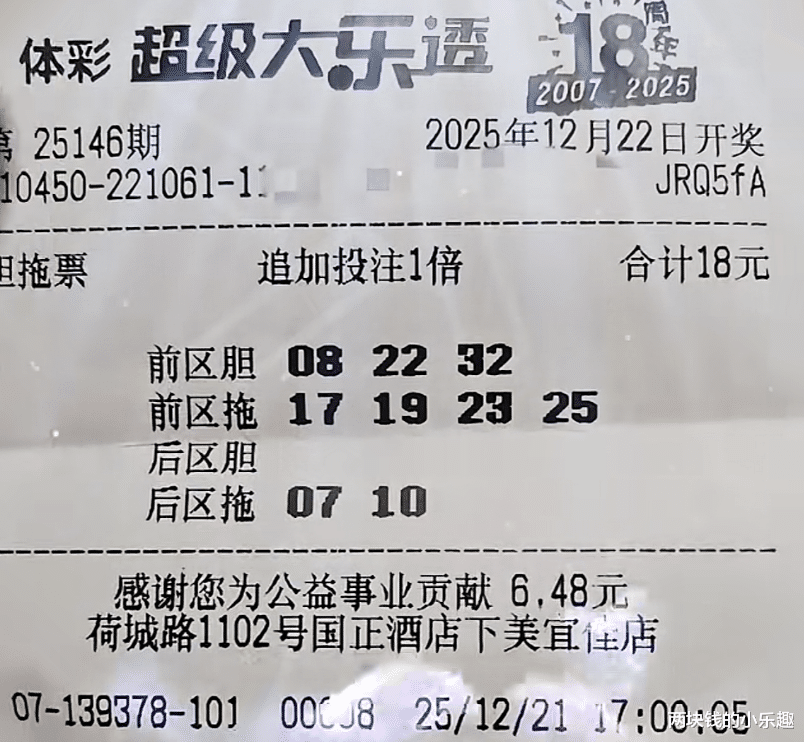 体彩 超级大乐透 18周年
2007-2025
第 25146期 2025年12月22日开奖
10450-221061-11 JRQ5fA
胆拖票 追加投注1倍 合计18元
前区胆 08 22 32
前区拖 17 19 23 25
后区胆
后区拖 07 10
感谢您为公益事业贡献 6.48元
荷城路1102号国正酒店下美宜佳店
07-139378-101 25/12/21 17:00:05
两块钱的小乐趣